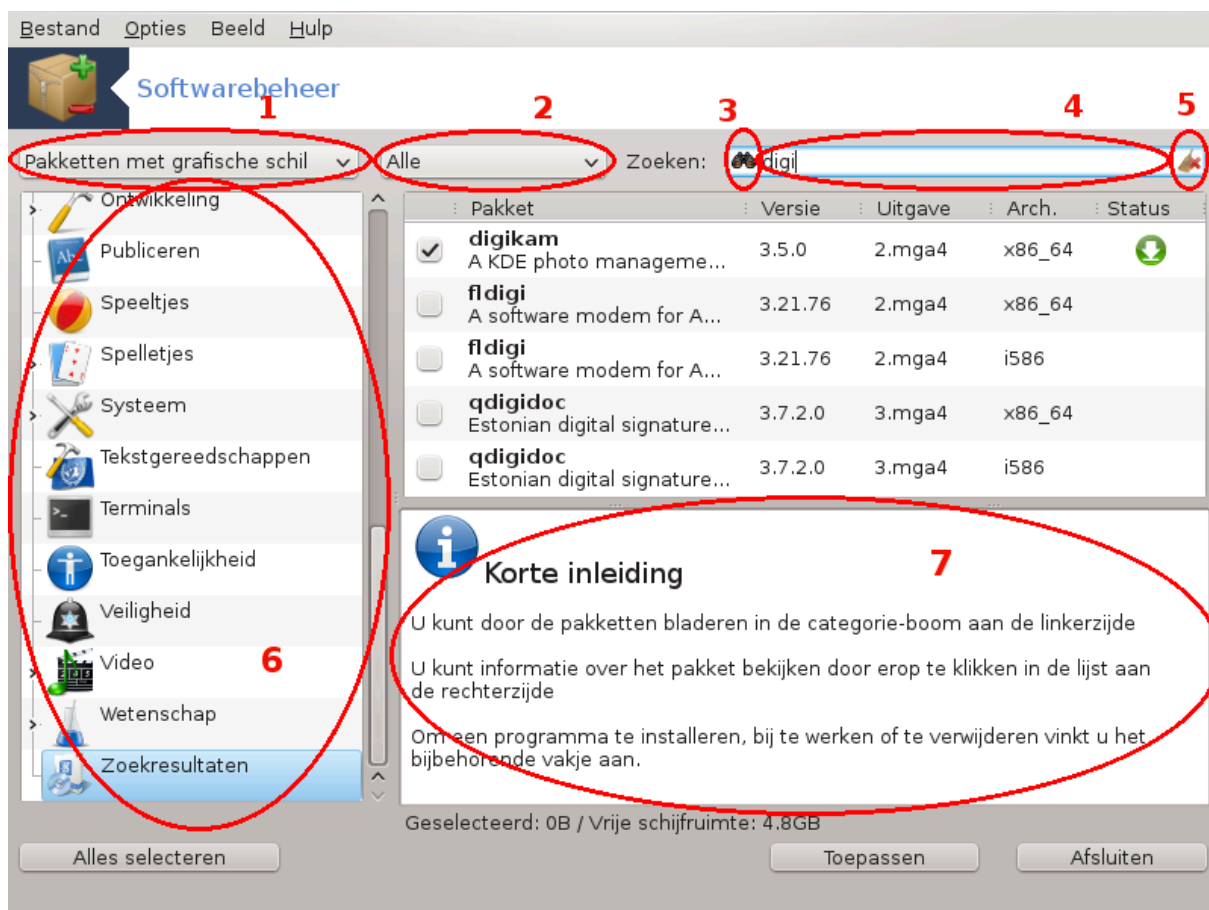 Bestand Opties Beeld Hulp
Softwarebeheer
1 2 3 4 5
Pakketten met grafische schil Alle Zoeken: digi
Ontwikkeling
Publiceren
Speeltjes
Spelletjes
Systeem
Tekstgereedschappen
Terminals
Toegankelijkheid
Veiligheid
Video
6
Wetenschap
Zoekresultaten
Pakket Versie Uitgave Arch. Status
digikam
A KDE photo manageme... 3.5.0 2.mga4 x86_64
fldigi
A software modem for A... 3.21.76 2.mga4 x86_64
fldigi
A software modem for A... 3.21.76 2.mga4 i586
qdigidoc
Estonian digital signature... 3.7.2.0 3.mga4 x86_64
qdigidoc
Estonian digital signature... 3.7.2.0 3.mga4 i586
7
Korte inleiding
U kunt door de pakketten bladeren in de categorie-boom aan de linkerzijde
U kunt informatie over het pakket bekijken door erop te klikken in de lijst aan
de rechterzijde
Om een programma te installeren, bij te werken of te verwijderen vinkt u het
bijbehorende vakje aan.
Geselecteerd: 0B / Vrije schijfruimte: 4.8GB
Alles selecteren Toepassen Afsluiten